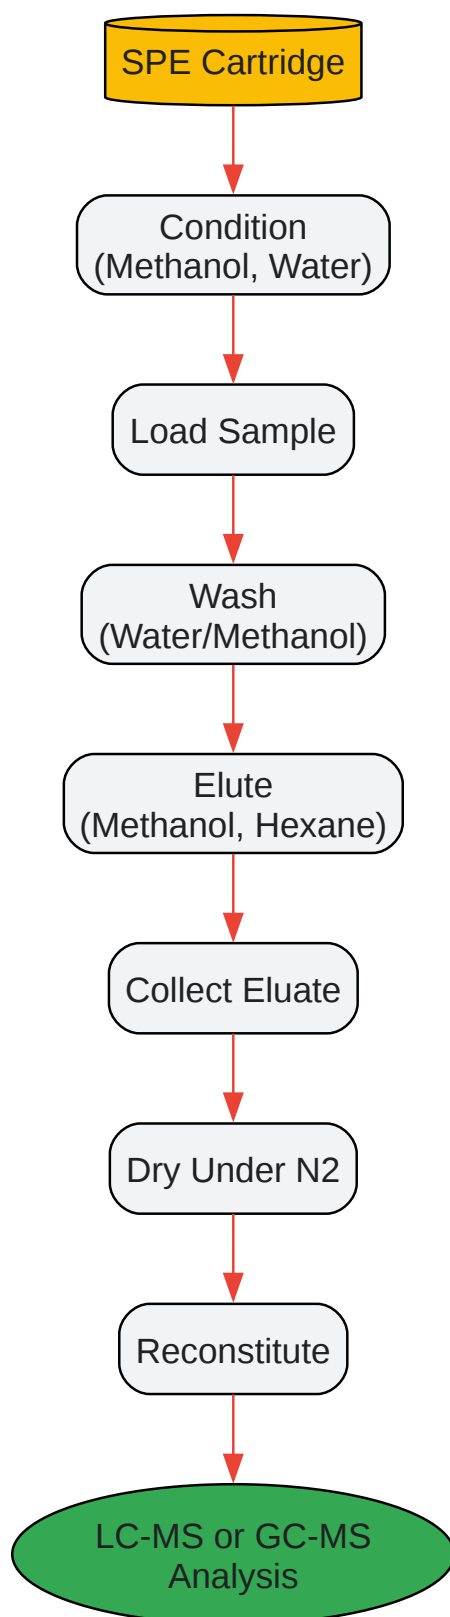 SPE Cartridge
Condition
(Methanol, Water)
Load Sample
Wash
(Water/Methanol)
Elute
(Methanol, Hexane)
Collect Eluate
Dry Under N2
Reconstitute
LC-MS or GC-MS
Analysis